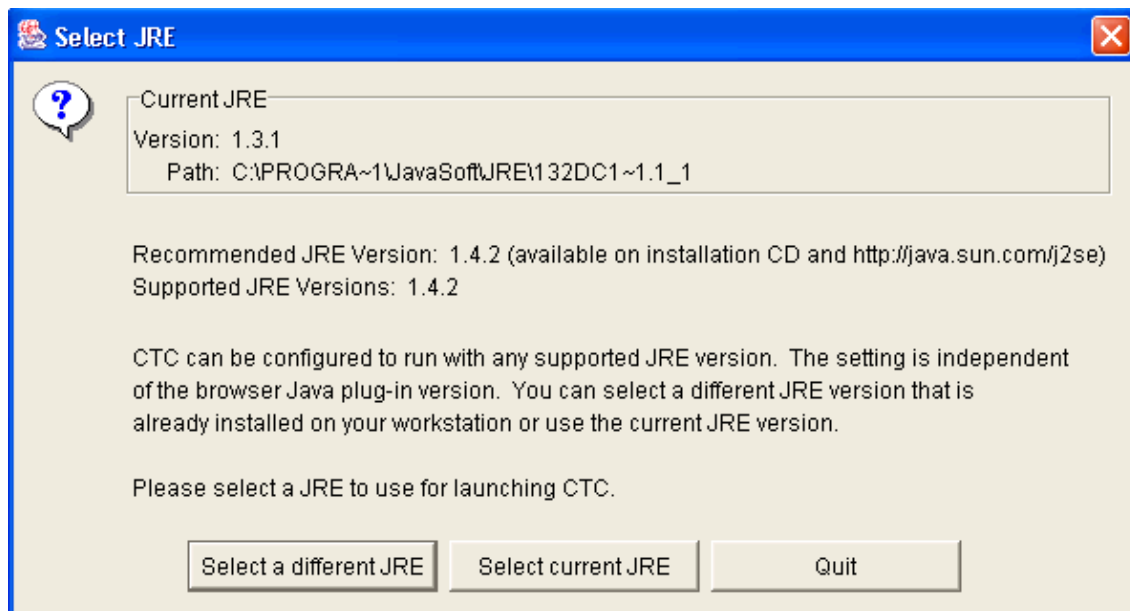 Select JRE
?
Current JRE
Version: 1.3.1
Path: C:\PROGRA~1\JavaSoft\JRE\132DC1~1.1_1
Recommended JRE Version: 1.4.2 (available on installation CD and http://java.sun.com/j2se)
Supported JRE Versions: 1.4.2
CTC can be configured to run with any supported JRE version. The setting is independent
of the browser Java plug-in version. You can select a different JRE version that is
already installed on your workstation or use the current JRE version.
Please select a JRE to use for launching CTC.
Select a different JRE Select current JRE Quit